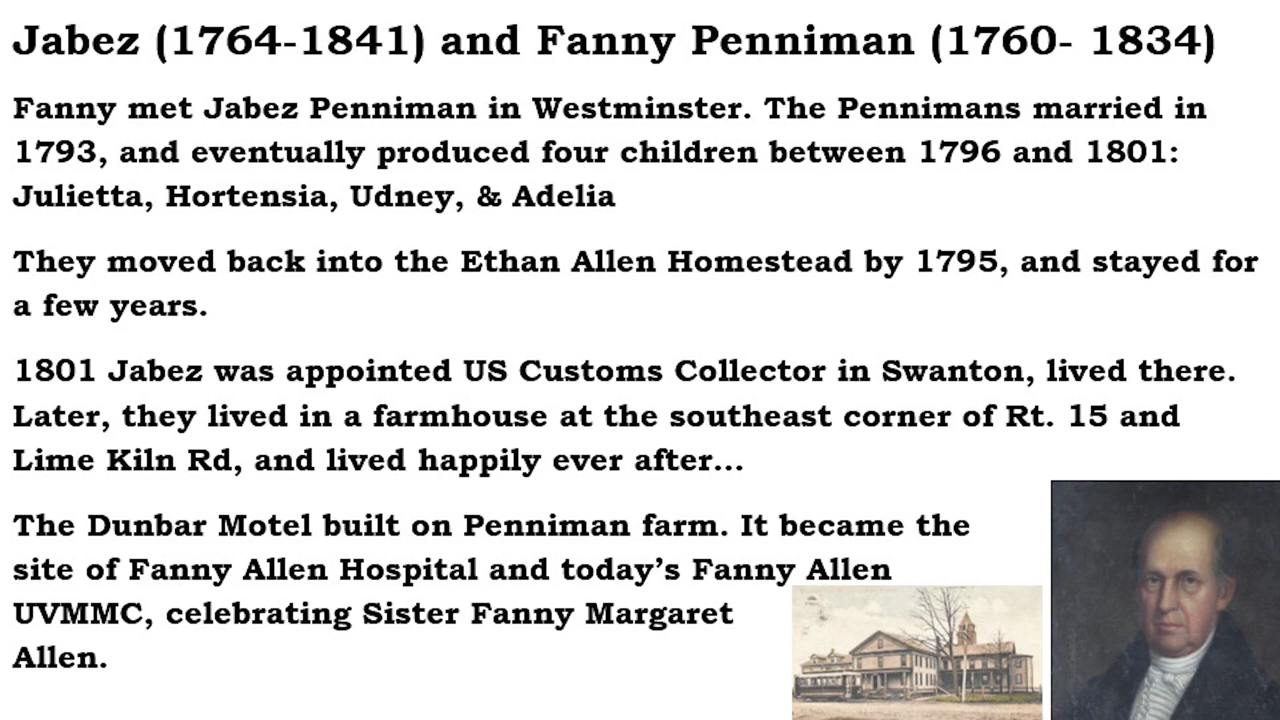 Jabez (1764-1841) and Fanny Penniman (1760- 1834)
Fanny met Jabez Penniman in Westminster. The Pennimans married in
1793, and eventually produced four children between 1796 and 1801:
Julietta, Hortensia, Udney, & Adelia
They moved back into the Ethan Allen Homestead by 1795, and stayed for
a few years.
1801 Jabez was appointed US Customs Collector in Swanton, lived there.
Later, they lived in a farmhouse at the southeast corner of Rt. 15 and
Lime Kiln Rd, and lived happily ever after…
The Dunbar Motel built on Penniman farm. It became the
site of Fanny Allen Hospital and today’s Fanny Allen
UVMMC, celebrating Sister Fanny Margaret
Allen.